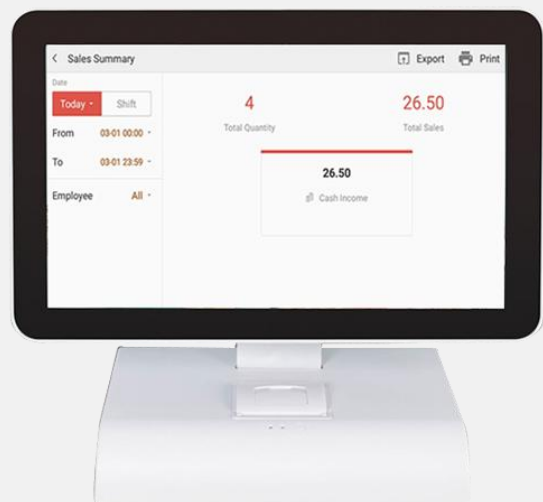 Sales Summary
Export
Print
Date
Today
Shift
From 03-01 00:00
To 03-01 23:59
Employee All
4
Total Quantity
26.50
Total Sales
26.50
Cash Income